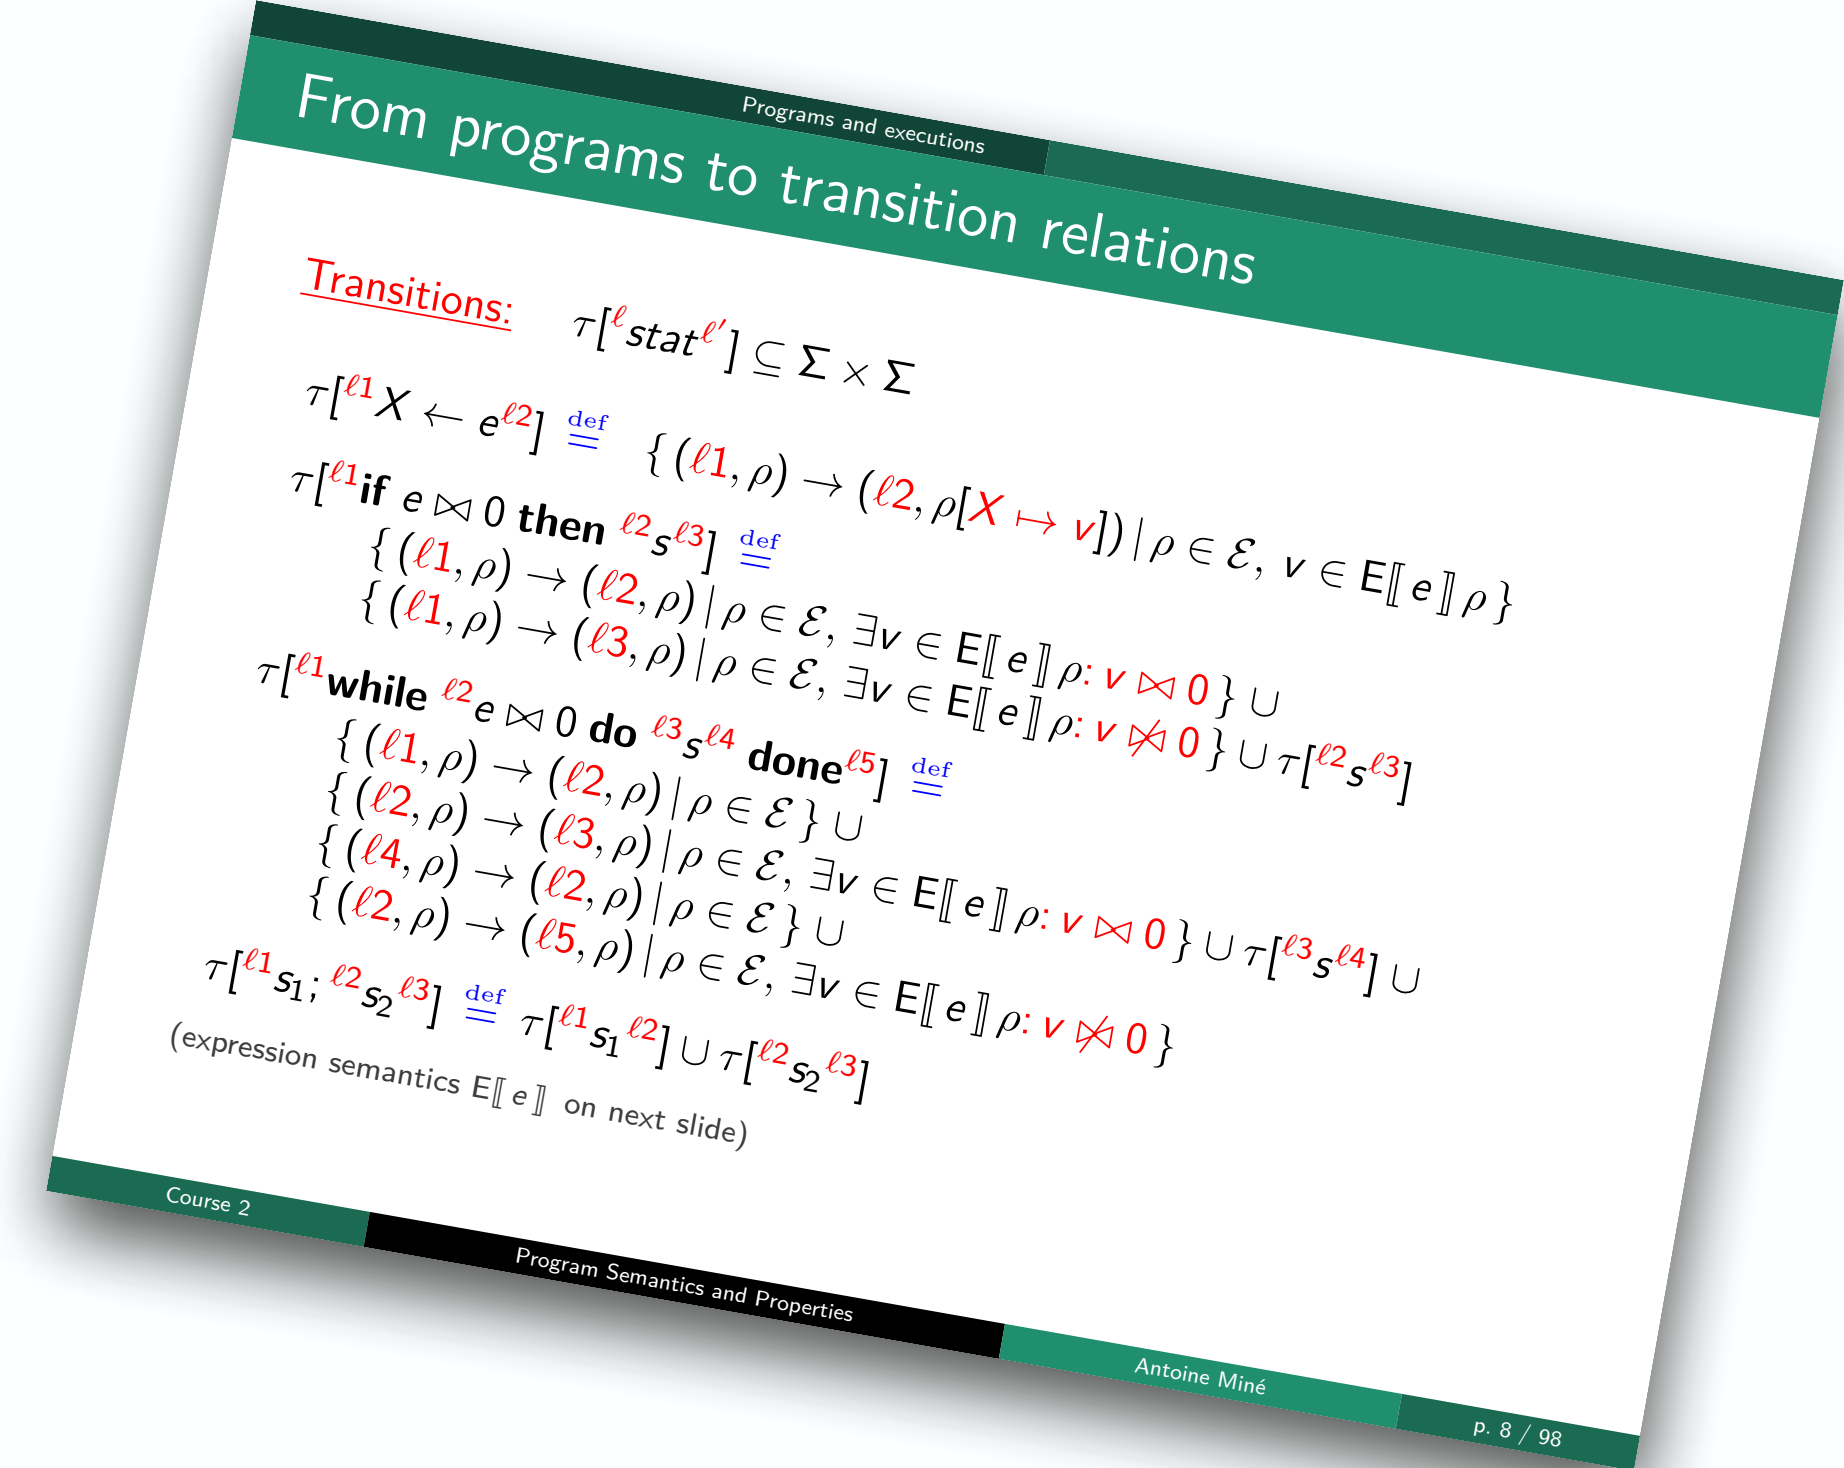 Programs and executions
From programs to transition relations
Transitions: τ[ℓstatℓ′] ⊆ Σ × Σ
τ[ℓ1X ← eℓ2] def= { (ℓ1, ρ) → (ℓ2, ρ[X ↦ v]) | ρ ∈ ℰ, v ∈ E⟦ e ⟧ ρ }
τ[ℓ1if e ⋈ 0 then ℓ2sℓ3] def=
{ (ℓ1, ρ) → (ℓ2, ρ) | ρ ∈ ℰ, ∃v ∈ E⟦ e ⟧ ρ: v ⋈ 0 } ∪
{ (ℓ1, ρ) → (ℓ3, ρ) | ρ ∈ ℰ, ∃v ∈ E⟦ e ⟧ ρ: v ⋈̸ 0 } ∪ τ[ℓ2sℓ3]
τ[ℓ1while ℓ2e ⋈ 0 do ℓ3sℓ4 doneℓ5] def=
{ (ℓ1, ρ) → (ℓ2, ρ) | ρ ∈ ℰ } ∪
{ (ℓ2, ρ) → (ℓ3, ρ) | ρ ∈ ℰ, ∃v ∈ E⟦ e ⟧ ρ: v ⋈ 0 } ∪ τ[ℓ3sℓ4] ∪
{ (ℓ4, ρ) → (ℓ2, ρ) | ρ ∈ ℰ } ∪
{ (ℓ2, ρ) → (ℓ5, ρ) | ρ ∈ ℰ, ∃v ∈ E⟦ e ⟧ ρ: v ⋈̸ 0 }
τ[ℓ1s₁; ℓ2s₂ℓ3] def= τ[ℓ1s₁ℓ2] ∪ τ[ℓ2s₂ℓ3]
(expression semantics E⟦ e ⟧ on next slide)
Course 2
Program Semantics and Properties
Antoine Miné
p. 8 / 98